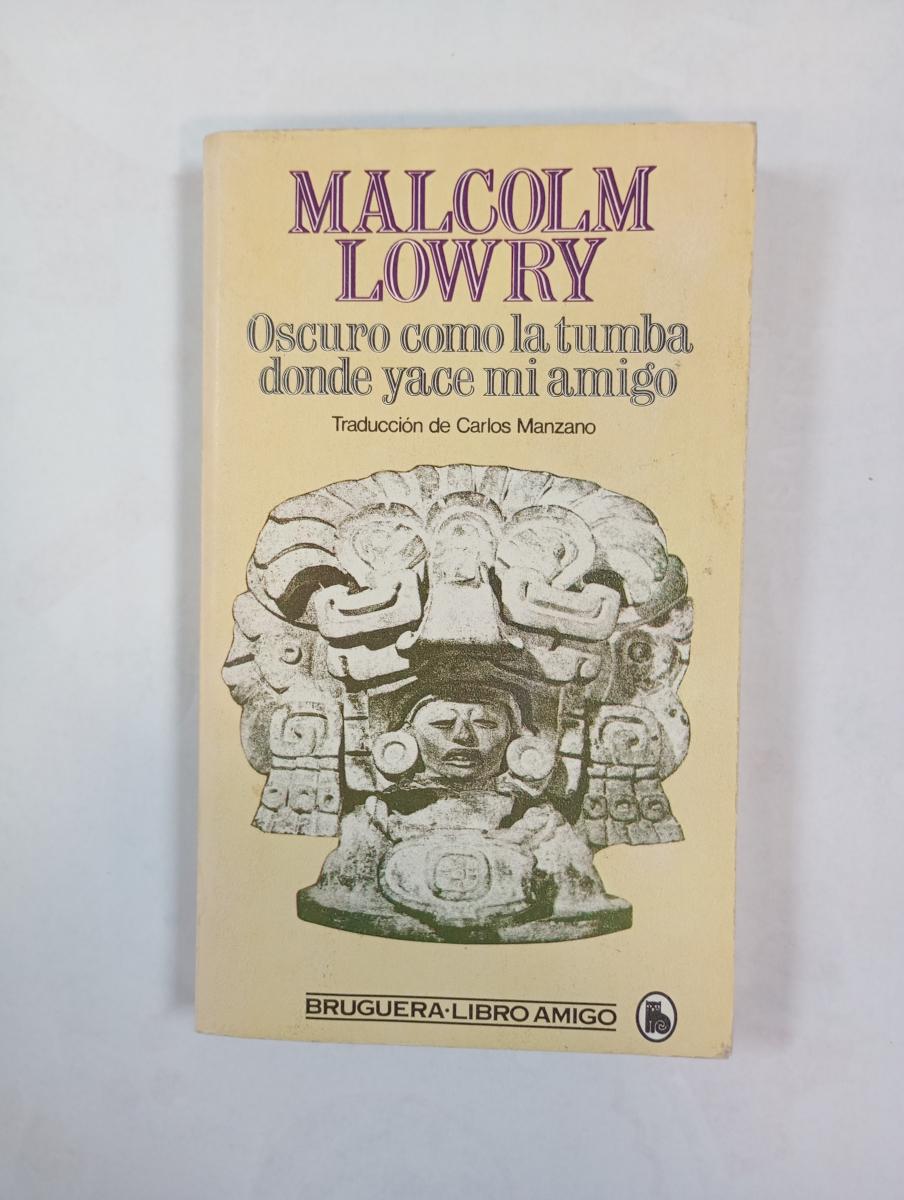 MALCOLM
LOWRY
Oscuro como la tumba
donde yace mi amigo
Traducción de Carlos Manzano
BRUGUERA·LIBRO AMIGO